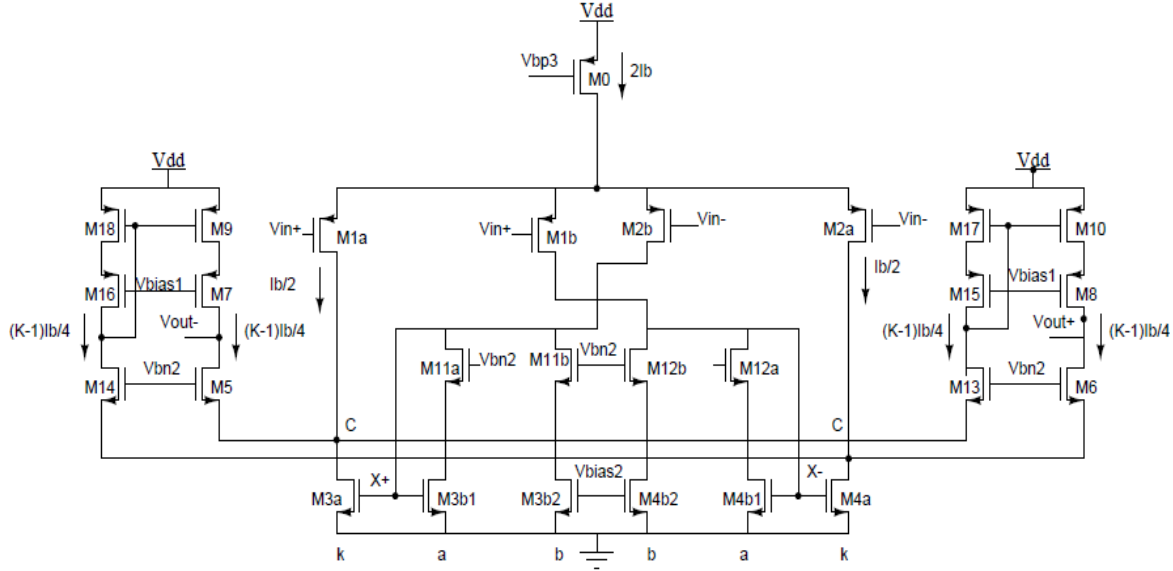 Vdd
Vbp3
M0
2Ib
Vdd
Vdd
M18
M9
Vin+
M1a
Vin+
M1b
M2b
Vin-
M2a
Vin-
M17
M10
Ib/2
Ib/2
M16
Vbias1
M7
M15
Vbias1
M8
(K-1)Ib/4
Vout-
(K-1)Ib/4
(K-1)Ib/4
Vout+
(K-1)Ib/4
M11a
Vbn2
M11b
Vbn2
M12b
M12a
M14
Vbn2
M5
M13
Vbn2
M6
C
C
X+
Vbias2
X-
M3a
M3b1
M3b2
M4b2
M4b1
M4a
k
a
b
b
a
k